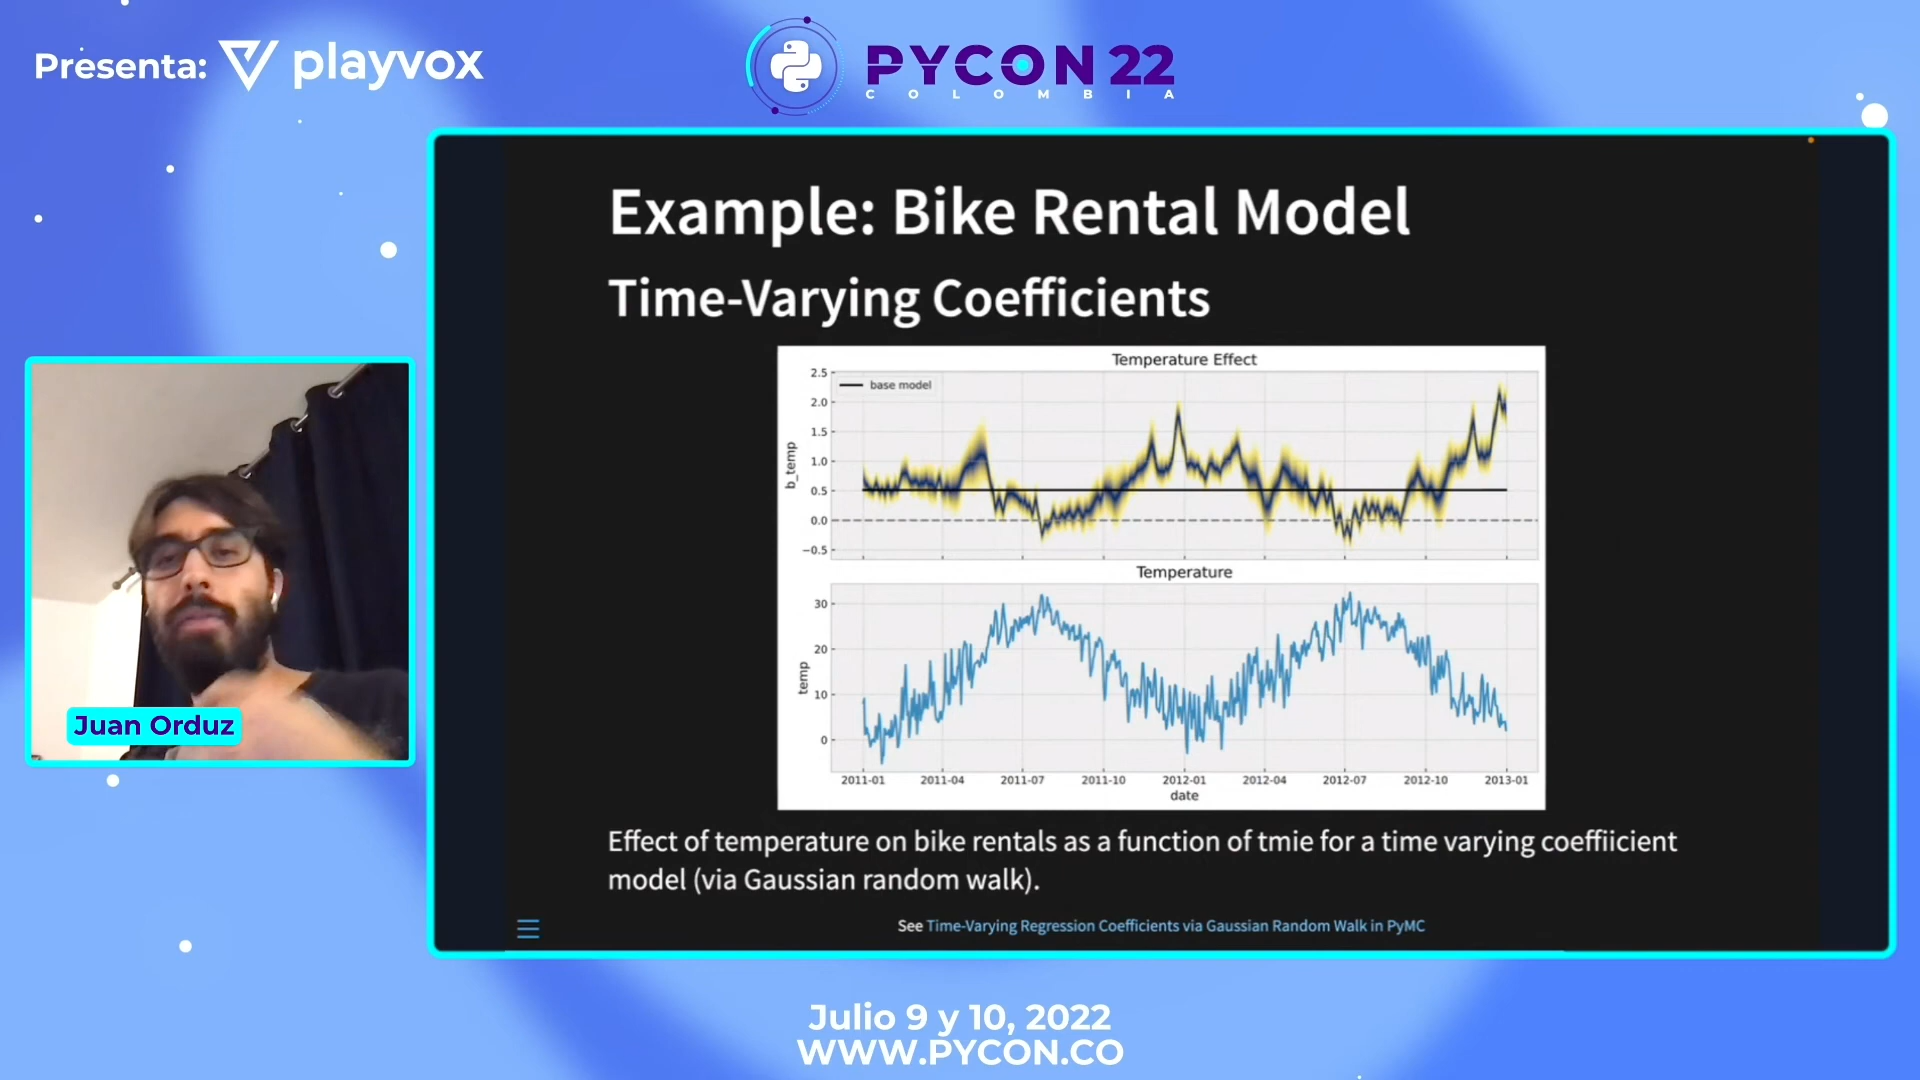 Presenta: playvox
PYCON 22
COLOMBIA
Example: Bike Rental Model
Time-Varying Coefficients
Temperature Effect
base model
b_temp
2.5
2.0
1.5
1.0
0.5
0.0
−0.5
Temperature
temp
30
20
10
0
2011-01 2011-04 2011-07 2011-10 2012-01 2012-04 2012-07 2012-10 2013-01
date
Effect of temperature on bike rentals as a function of tmie for a time varying coeffiicient
model (via Gaussian random walk).
See Time-Varying Regression Coefficients via Gaussian Random Walk in PyMC
Juan Orduz
Julio 9 y 10, 2022
WWW.PYCON.CO